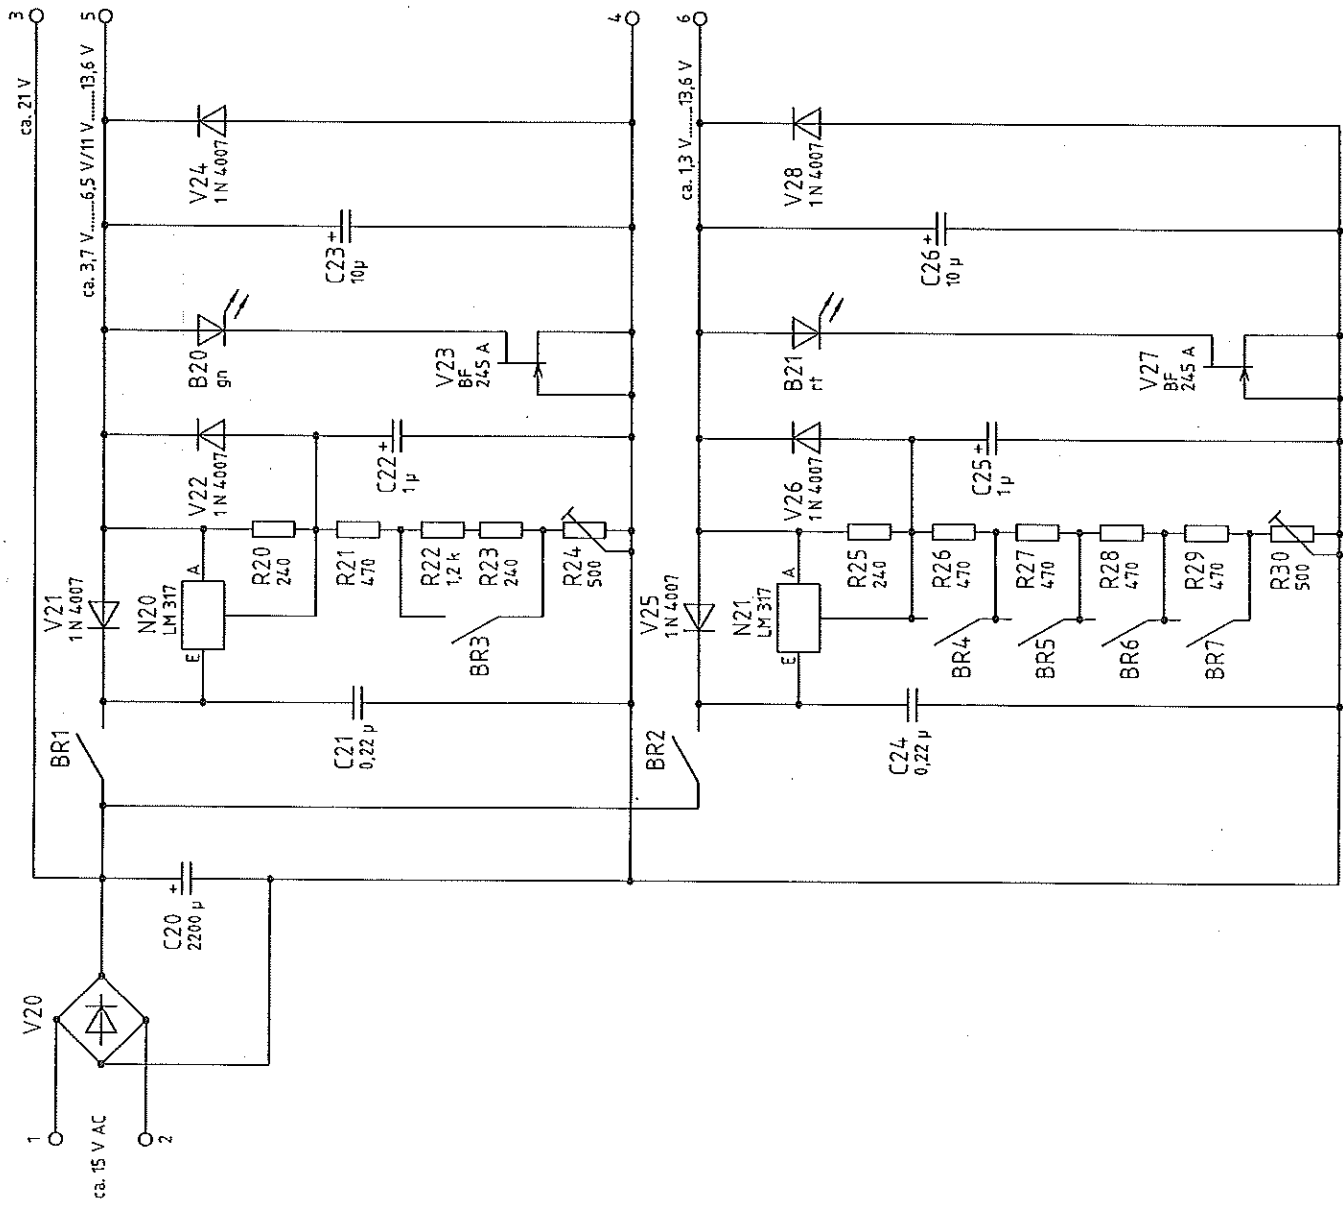 3
ca. 21 V
5
ca. 3,7 V.......6,5 V/11 V.......13,6 V
4
6
ca. 1,3 V.......13,6 V
V24
1 N 4007
C23
+
10µ
B20
gn
V23
BF
245 A
V22
1 N 4007
C22
+
1 µ
V21
1 N 4007
N20
LM 317
A
E
R20
240
R21
470
R22
1,2 k
R23
240
R24
500
BR3
BR1
C21
0,22 µ
C20
+
2200 µ
V20
1
ca. 15 V AC
2
V28
1 N 4007
C26
+
10 µ
B21
rt
V27
BF
245 A
V26
1 N 4007
C25
+
1 µ
V25
1 N 4007
N21
LM 317
A
E
R25
240
R26
470
R27
470
R28
470
R29
470
R30
500
BR4
BR5
BR6
BR7
BR2
C24
0,22 µ